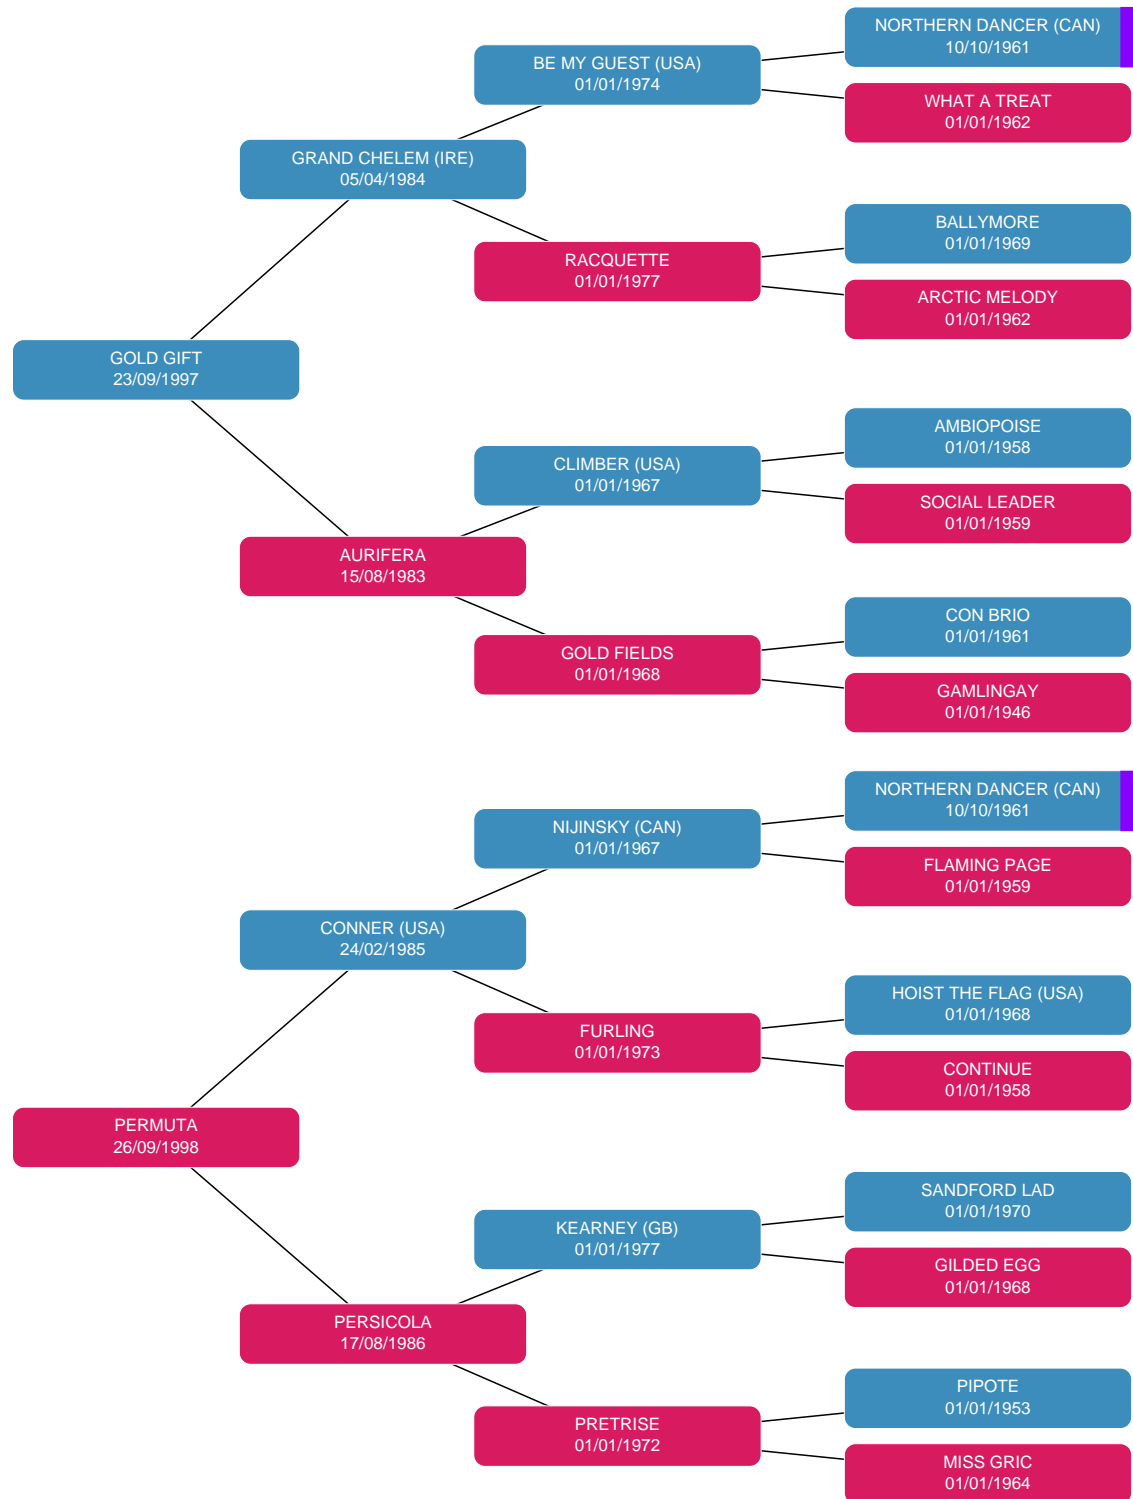 NORTHERN DANCER (CAN)
10/10/1961
BE MY GUEST (USA)
01/01/1974
WHAT A TREAT
01/01/1962
GRAND CHELEM (IRE)
05/04/1984
BALLYMORE
01/01/1969
RACQUETTE
01/01/1977
ARCTIC MELODY
01/01/1962
GOLD GIFT
23/09/1997
AMBIOPOISE
01/01/1958
CLIMBER (USA)
01/01/1967
SOCIAL LEADER
01/01/1959
AURIFERA
15/08/1983
CON BRIO
01/01/1961
GOLD FIELDS
01/01/1968
GAMLINGAY
01/01/1946
NORTHERN DANCER (CAN)
10/10/1961
NIJINSKY (CAN)
01/01/1967
FLAMING PAGE
01/01/1959
CONNER (USA)
24/02/1985
HOIST THE FLAG (USA)
01/01/1968
FURLING
01/01/1973
CONTINUE
01/01/1958
PERMUTA
26/09/1998
SANDFORD LAD
01/01/1970
KEARNEY (GB)
01/01/1977
GILDED EGG
01/01/1968
PERSICOLA
17/08/1986
PIPOTE
01/01/1953
PRETRISE
01/01/1972
MISS GRIC
01/01/1964